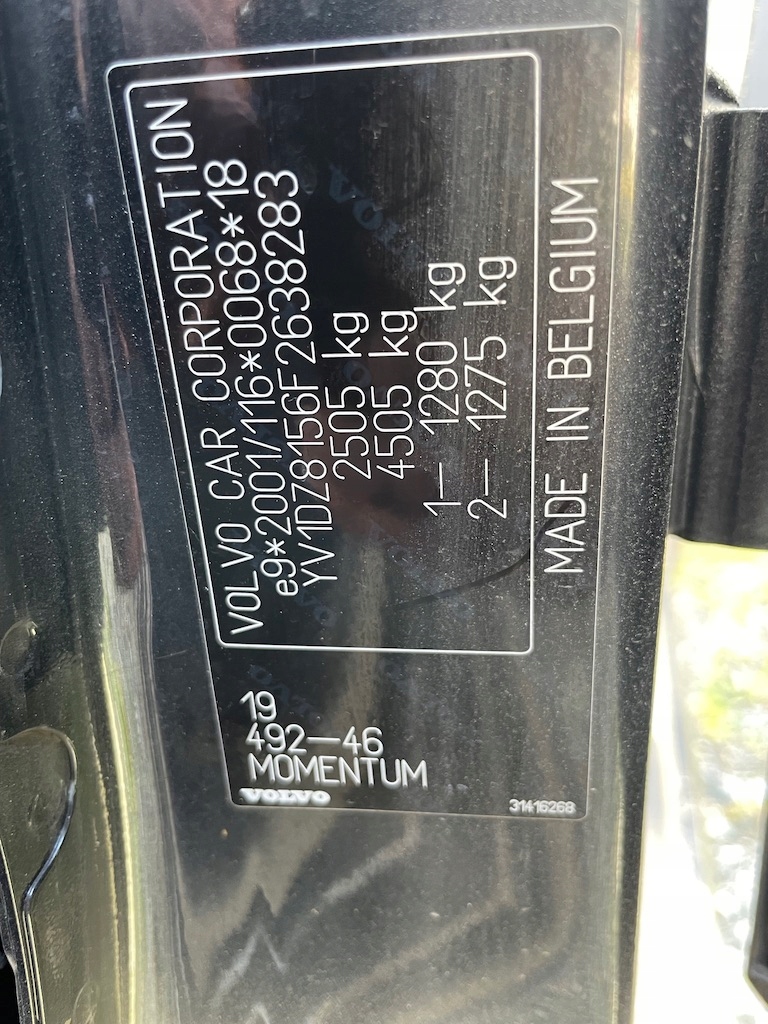 VOLVO CAR CORPORATION
e9*2001/116*0068*18
YV1DZ8156F2638283
2505 kg
4505 kg
1— 1280 kg
2— 1275 kg
MADE IN BELGIUM
19
492—46
MOMENTUM
VOLVO
31416268